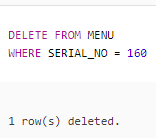 DELETE FROM MENU
WHERE SERIAL_NO = 160
1 row(s) deleted.